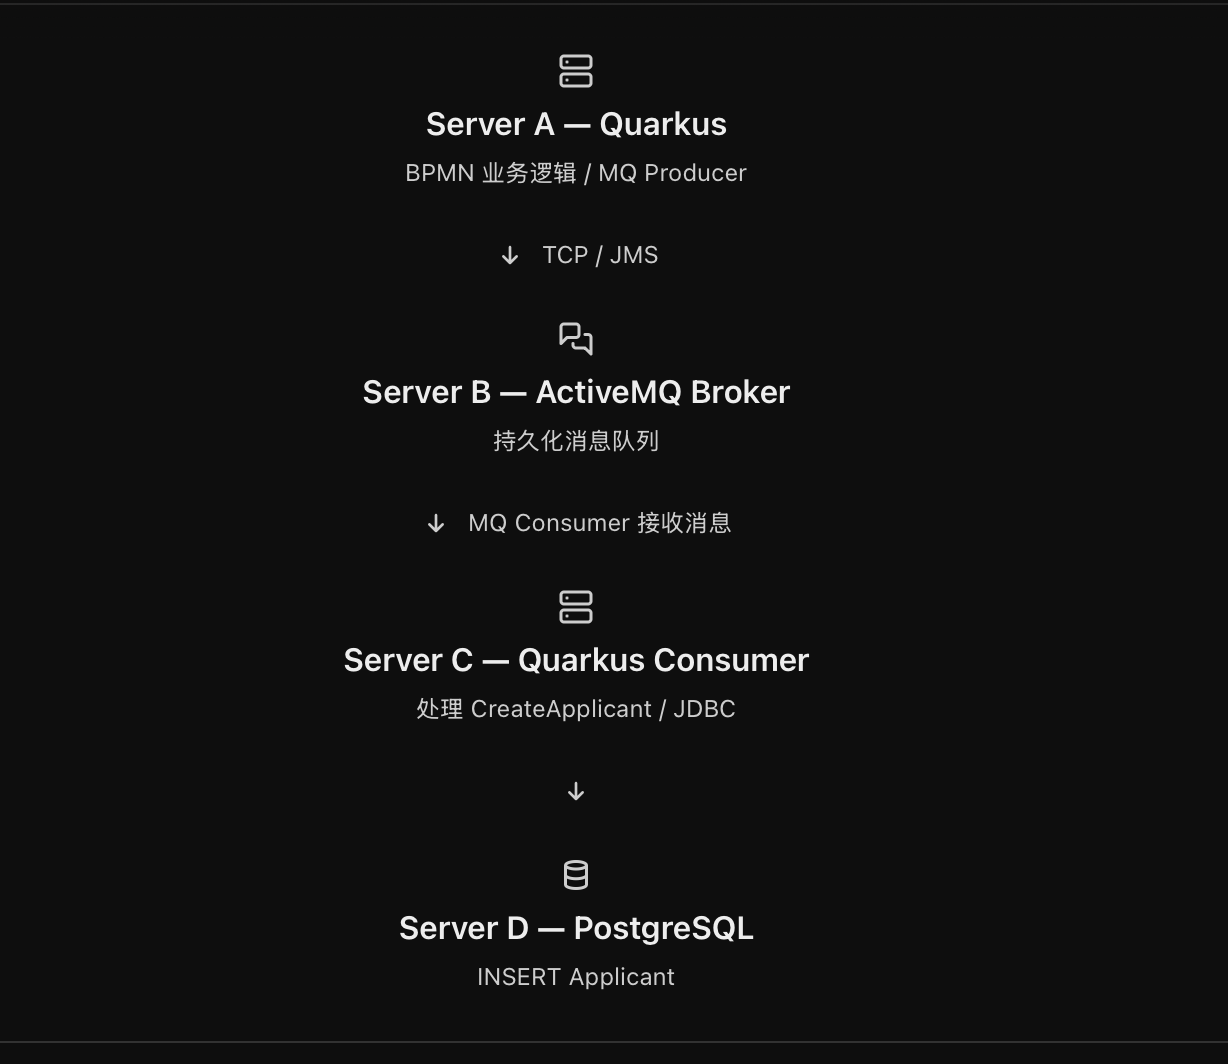 Server A — Quarkus
BPMN 业务逻辑 / MQ Producer
TCP / JMS
Server B — ActiveMQ Broker
持久化消息队列
MQ Consumer 接收消息
Server C — Quarkus Consumer
处理 CreateApplicant / JDBC
Server D — PostgreSQL
INSERT Applicant